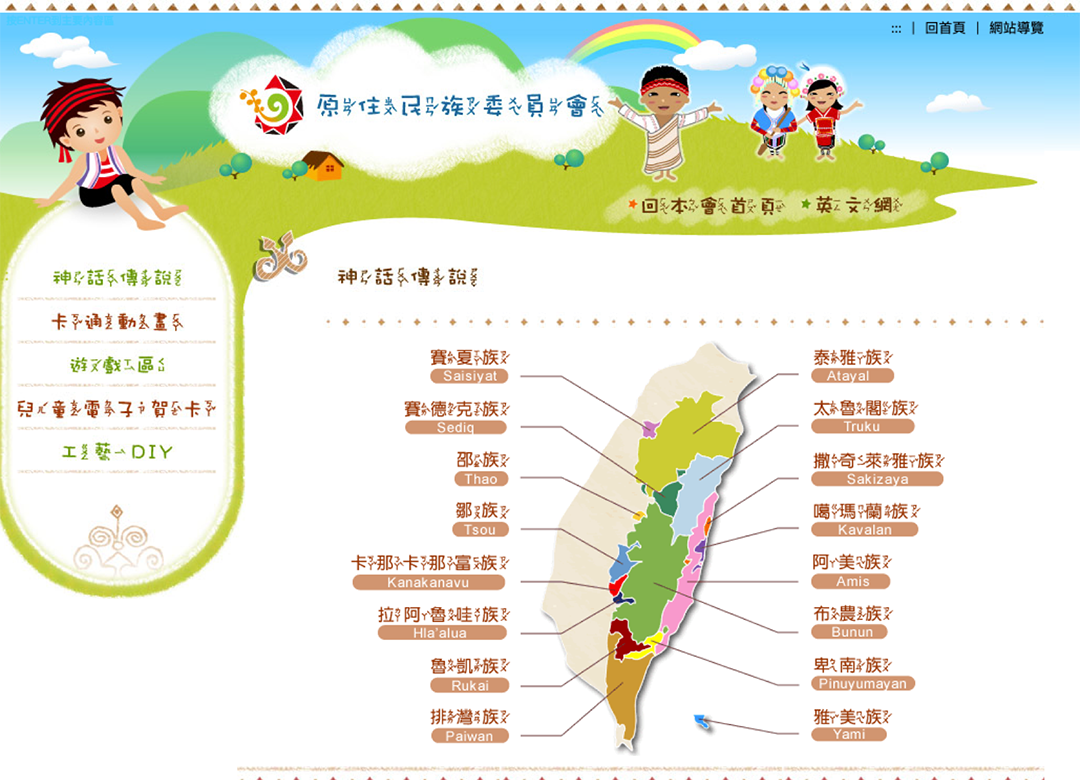 按ENTER到主要內容區
::: | 回首頁 | 網站導覽
原住民族委員會
回本會首頁 英文網
神話傳說
卡通動畫
遊戲區
兒童電子賀卡
工藝DIY
神話傳說
賽夏族
Saisiyat
賽德克族
Sediq
邵族
Thao
鄒族
Tsou
卡那卡那富族
Kanakanavu
拉阿魯哇族
Hla'alua
魯凱族
Rukai
排灣族
Paiwan
泰雅族
Atayal
太魯閣族
Truku
撒奇萊雅族
Sakizaya
噶瑪蘭族
Kavalan
阿美族
Amis
布農族
Bunun
卑南族
Pinuyumayan
雅美族
Yami